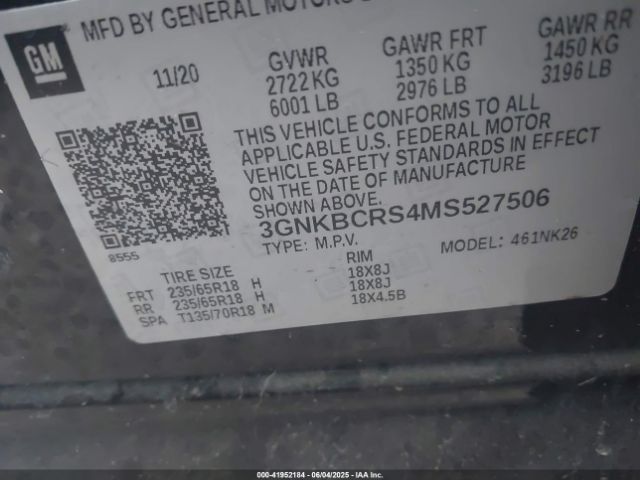 MFD BY GENERAL MOTORS
GM
11/20
GVWR
2722 KG
6001 LB
GAWR FRT
1350 KG
2976 LB
GAWR RR
1450 KG
3196 LB
THIS VEHICLE CONFORMS TO ALL
APPLICABLE U.S. FEDERAL MOTOR
VEHICLE SAFETY STANDARDS IN EFFECT
ON THE DATE OF MANUFACTURE
SHOWN ABOVE.
3GNKBCRS4MS527506
8555
TYPE: M.P.V.
MODEL: 461NK26
TIRE SIZE
RIM
FRT 235/65R18 H 18X8J
RR 235/65R18 H 18X8J
SPA T135/70R18 M 18X4.5B
000-41952184 - 06/04/2025 - IAAI.COM